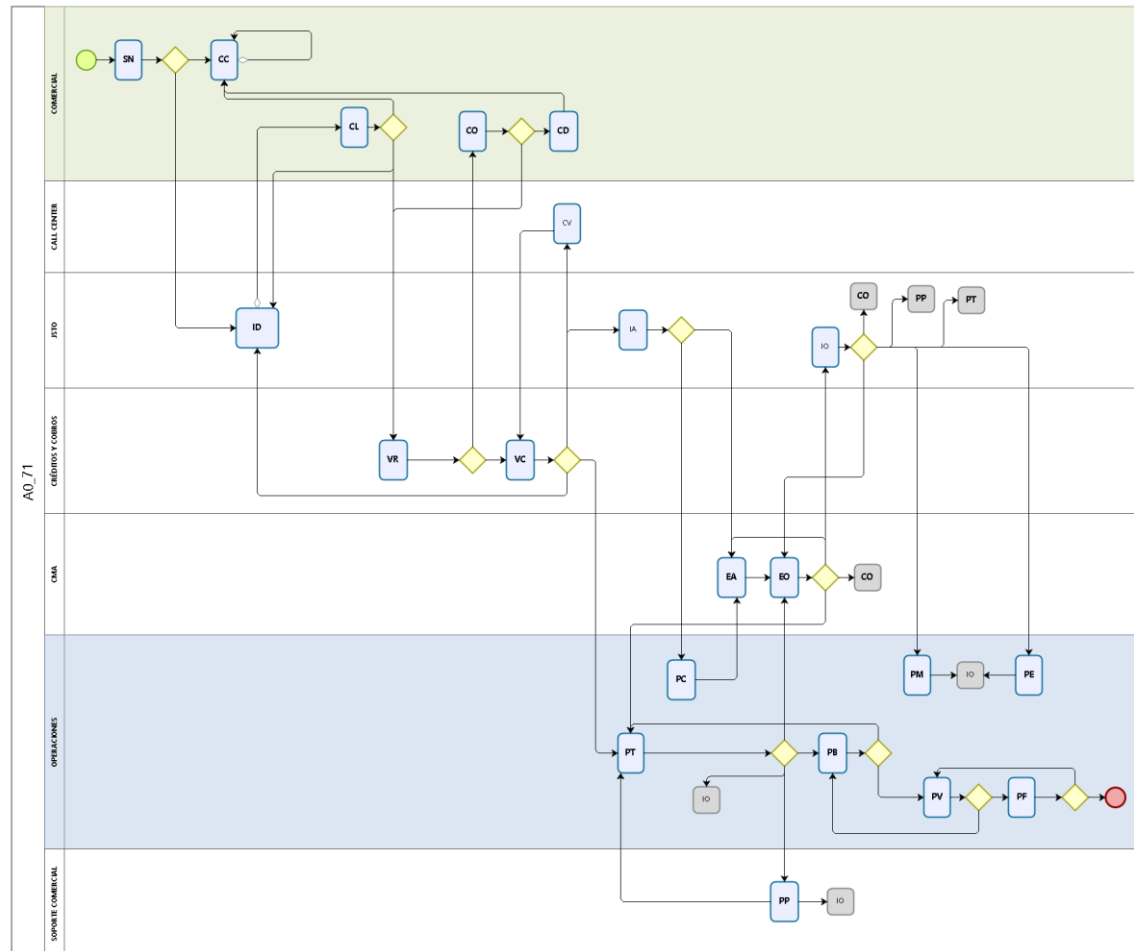 A0_71
COMERCIAL
SN
CC
CL
CO
CD
CALL CENTER
CV
JSTO
ID
IA
IO
CO
PP
PT
CRÉDITOS Y COBROS
VR
VC
CMA
EA
EO
CO
OPERACIONES
PC
PM
IO
PE
PT
PB
IO
PV
PF
SOPORTE COMERCIAL
PP
IO